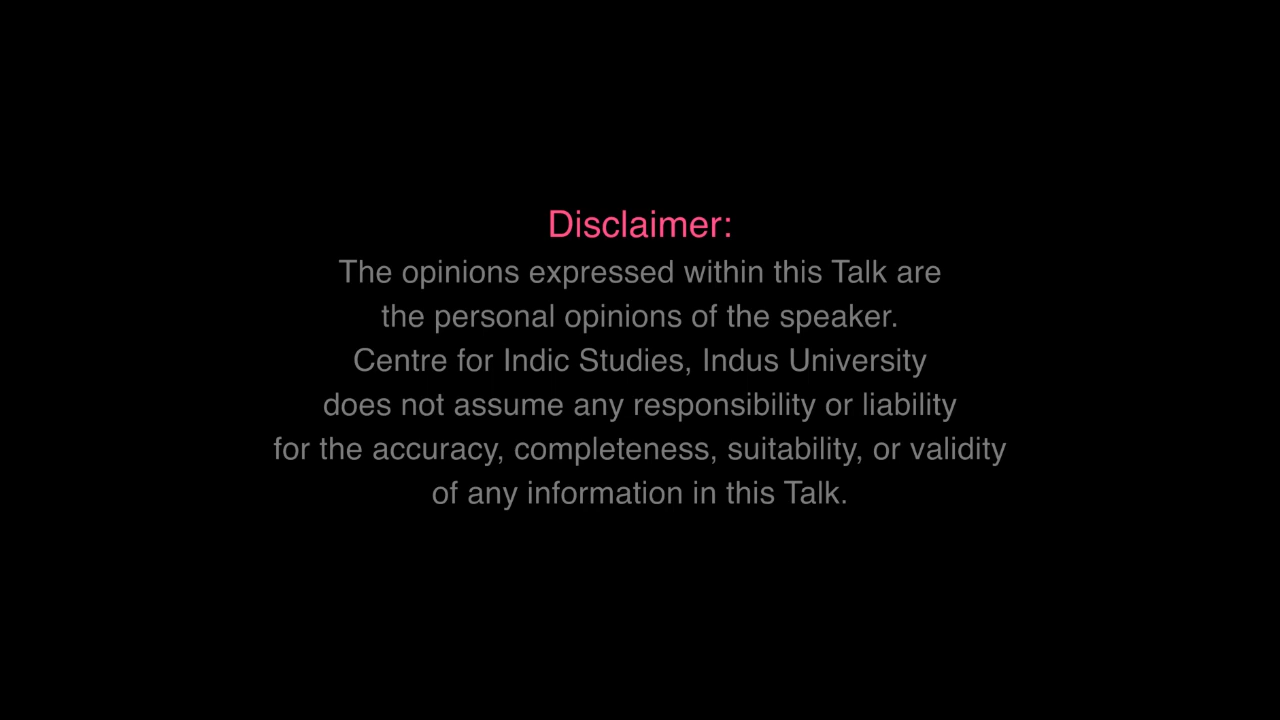 Disclaimer:
The opinions expressed within this Talk are
the personal opinions of the speaker.
Centre for Indic Studies, Indus University
does not assume any responsibility or liability
for the accuracy, completeness, suitability, or validity
of any information in this Talk.